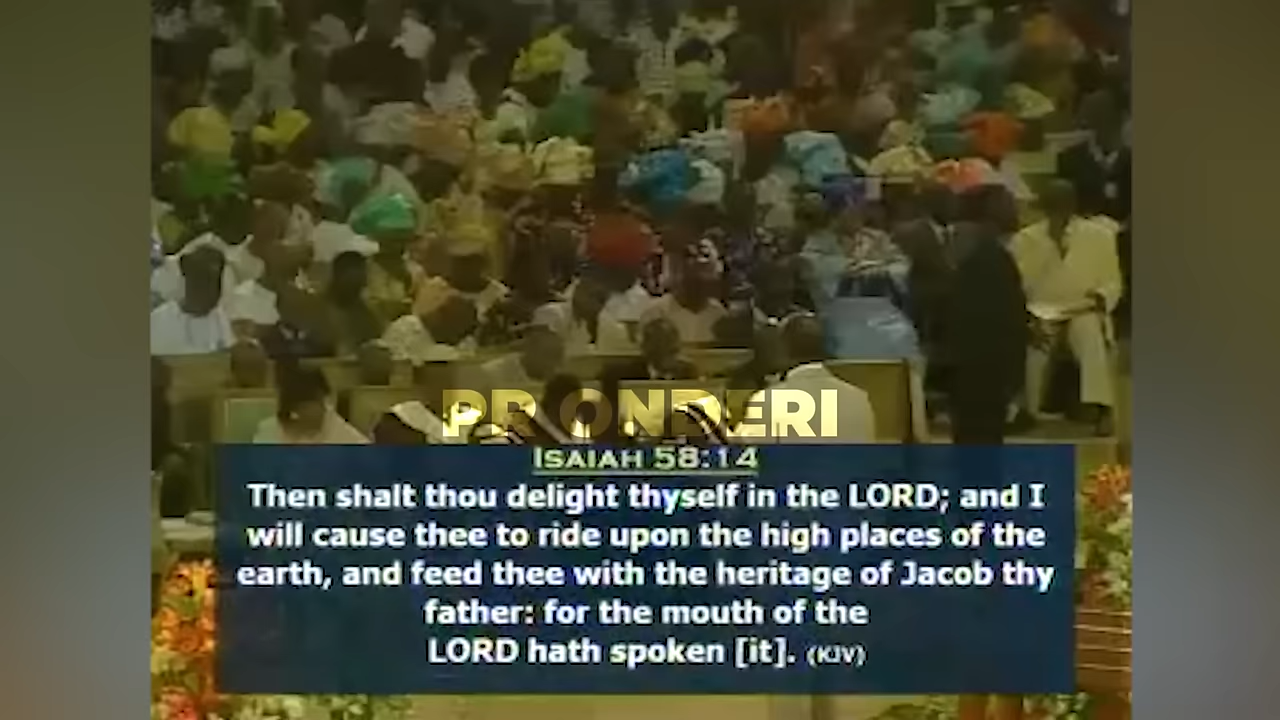 PR ONDERI
ISAIAH 58:14
Then shalt thou delight thyself in the LORD; and I
will cause thee to ride upon the high places of the
earth, and feed thee with the heritage of Jacob thy
father: for the mouth of the
LORD hath spoken [it]. (KJV)